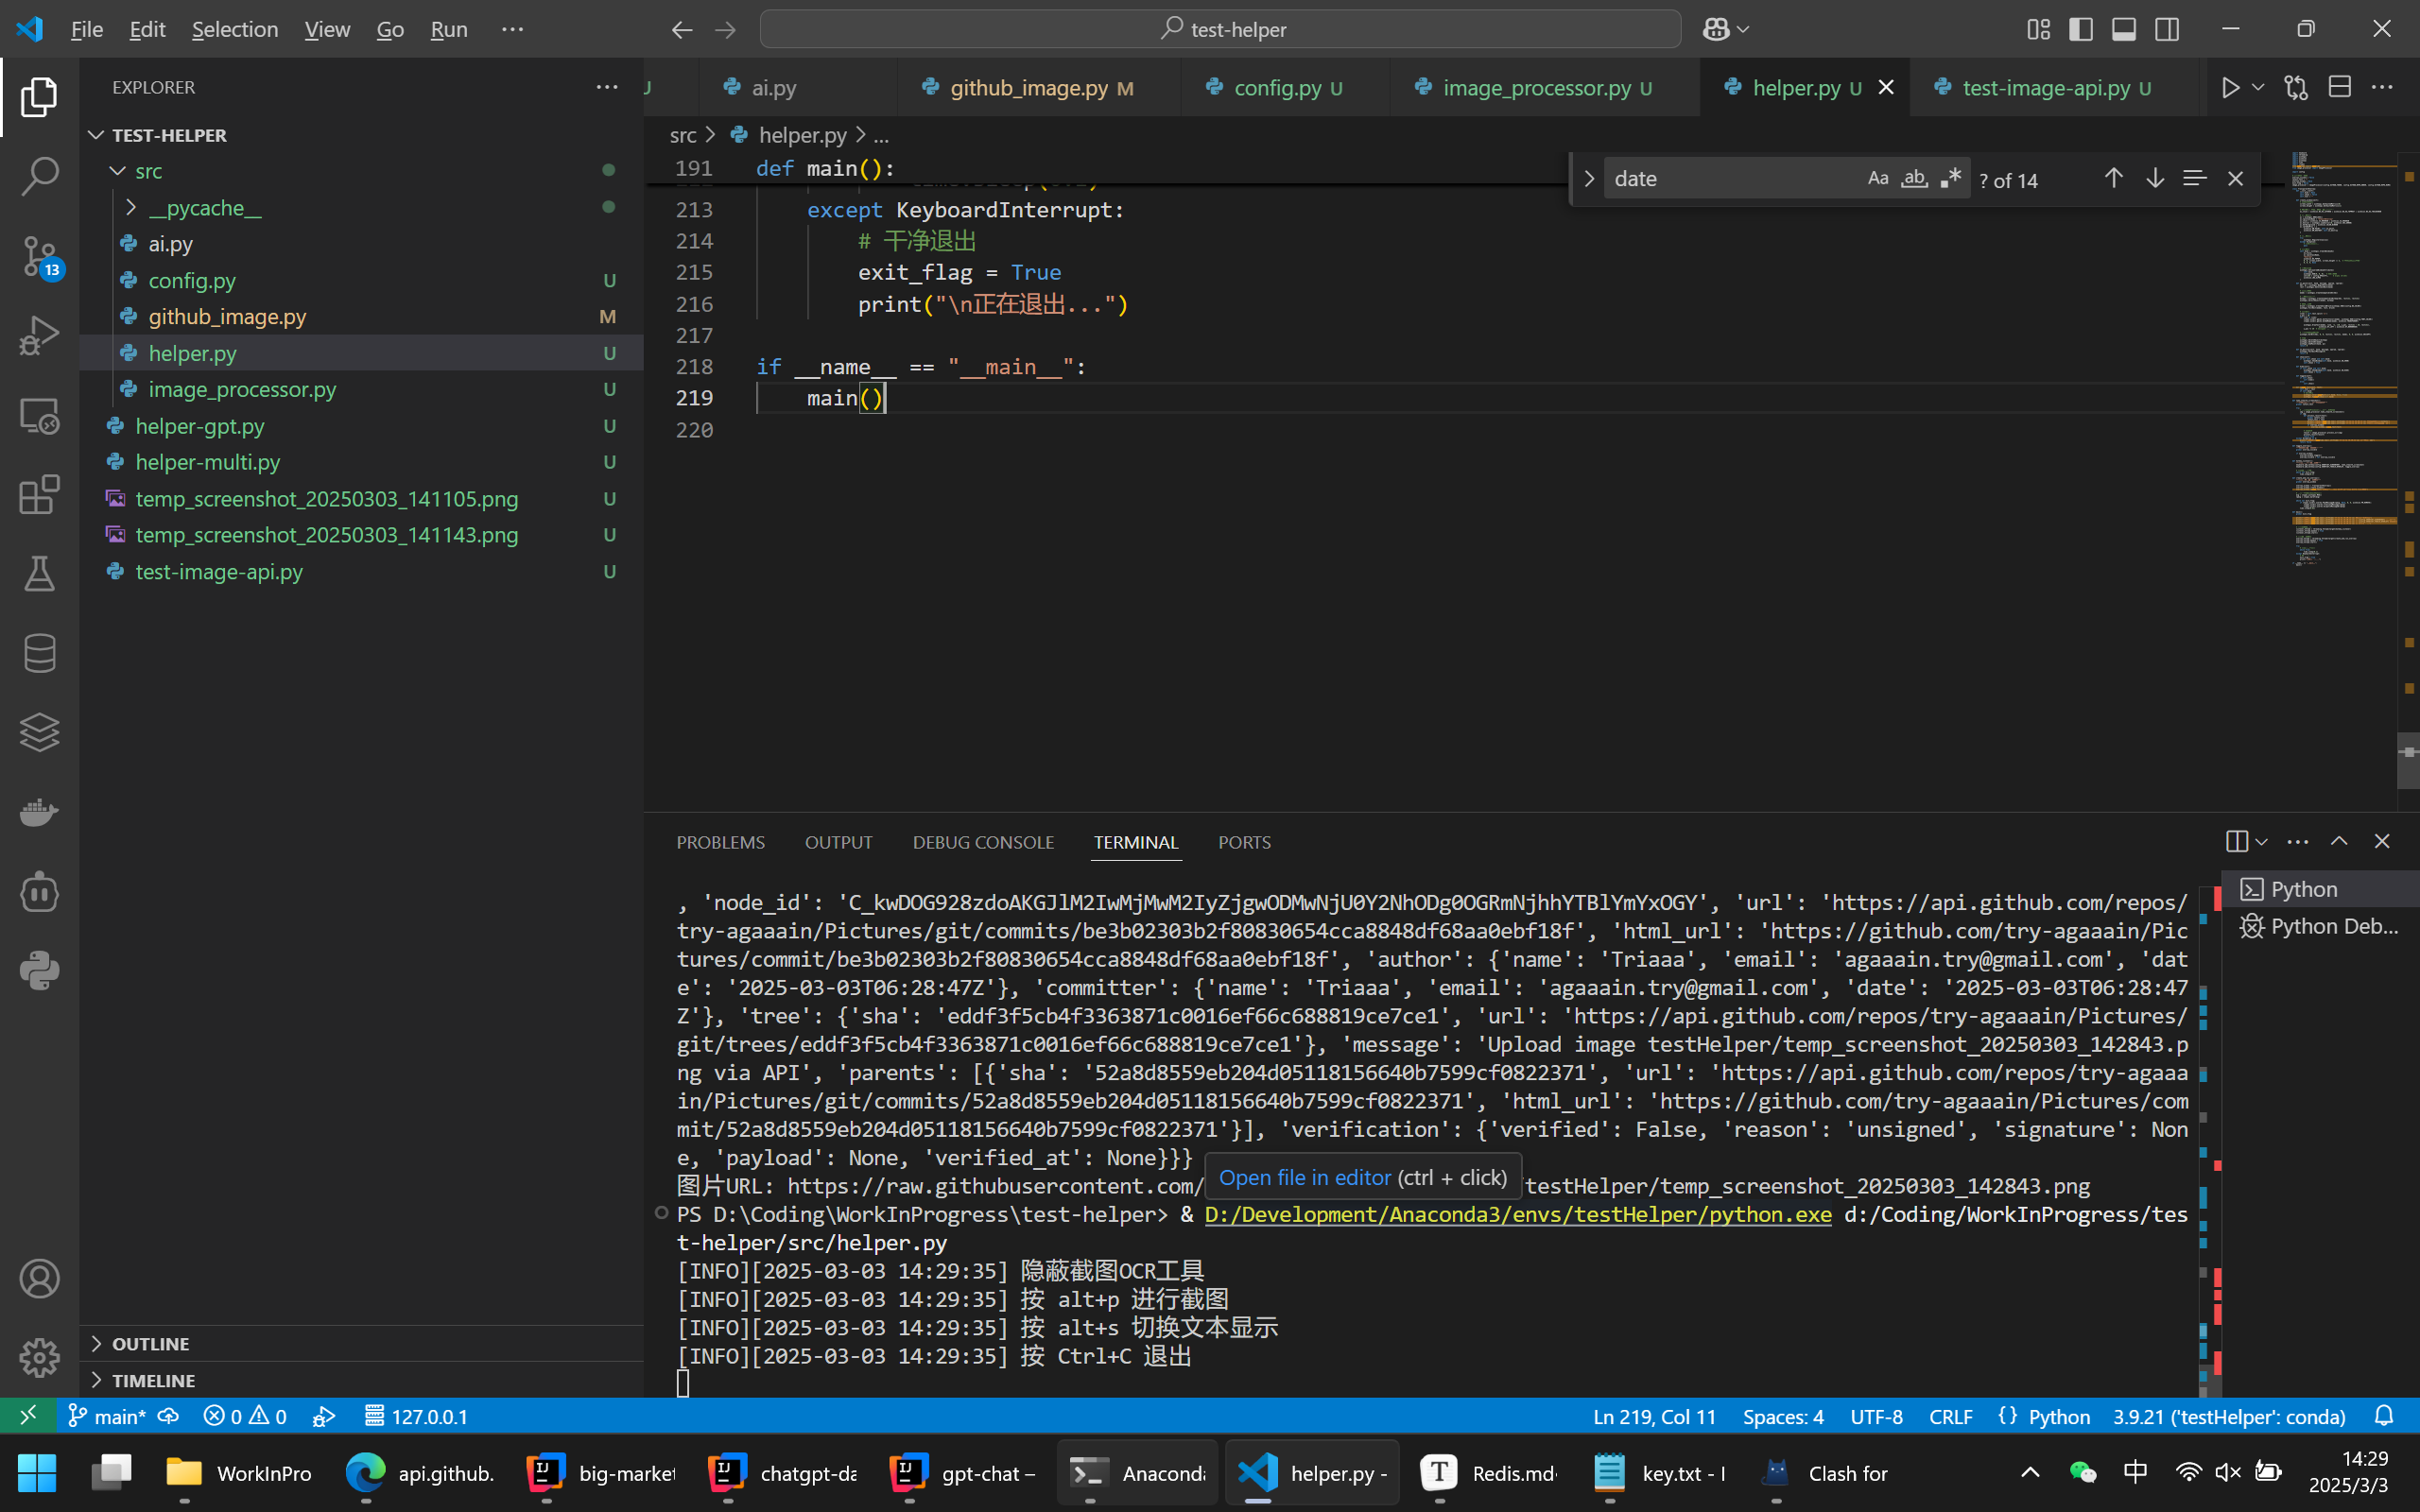 File Edit Selection View Go Run ···
test-helper
EXPLORER
TEST-HELPER
src
__pycache__
ai.py
config.py U
github_image.py M
helper.py U
image_processor.py U
helper-gpt.py U
helper-multi.py U
temp_screenshot_20250303_141105.png U
temp_screenshot_20250303_141143.png U
test-image-api.py U
OUTLINE
TIMELINE
13
U ai.py github_image.py M config.py U image_processor.py U helper.py U test-image-api.py U
src > helper.py > ...
date Aa ab .* ? of 14
191 def main():
213 except KeyboardInterrupt:
214 # 干净退出
215 exit_flag = True
216 print("\n正在退出...")
217
218 if __name__ == "__main__":
219 main()
220
PROBLEMS OUTPUT DEBUG CONSOLE TERMINAL PORTS
Python
Python Deb...
, 'node_id': 'C_kwDOG928zdoAKGJlM2IwMjMwM2IyZjgwODMwNjU0Y2NhODg0OGRmNjhhYTBlYmYxOGY', 'url': 'https://api.github.com/repos/
try-agaaain/Pictures/git/commits/be3b02303b2f80830654cca8848df68aa0ebf18f', 'html_url': 'https://github.com/try-agaaain/Pic
tures/commit/be3b02303b2f80830654cca8848df68aa0ebf18f', 'author': {'name': 'Triaaa', 'email': 'agaaain.try@gmail.com', 'dat
e': '2025-03-03T06:28:47Z'}, 'committer': {'name': 'Triaaa', 'email': 'agaaain.try@gmail.com', 'date': '2025-03-03T06:28:47
Z'}, 'tree': {'sha': 'eddf3f5cb4f3363871c0016ef66c688819ce7ce1', 'url': 'https://api.github.com/repos/try-agaaain/Pictures/
git/trees/eddf3f5cb4f3363871c0016ef66c688819ce7ce1'}, 'message': 'Upload image testHelper/temp_screenshot_20250303_142843.p
ng via API', 'parents': [{'sha': '52a8d8559eb204d05118156640b7599cf0822371', 'url': 'https://api.github.com/repos/try-agaaa
in/Pictures/git/commits/52a8d8559eb204d05118156640b7599cf0822371', 'html_url': 'https://github.com/try-agaaain/Pictures/com
mit/52a8d8559eb204d05118156640b7599cf0822371'}], 'verification': {'verified': False, 'reason': 'unsigned', 'signature': Non
e, 'payload': None, 'verified_at': None}}}
Open file in editor (ctrl + click)
图片URL: https://raw.githubusercontent.com/ testHelper/temp_screenshot_20250303_142843.png
PS D:\Coding\WorkInProgress\test-helper> & D:/Development/Anaconda3/envs/testHelper/python.exe d:/Coding/WorkInProgress/tes
t-helper/src/helper.py
[INFO][2025-03-03 14:29:35] 隐蔽截图OCR工具
[INFO][2025-03-03 14:29:35] 按 alt+p 进行截图
[INFO][2025-03-03 14:29:35] 按 alt+s 切换文本显示
[INFO][2025-03-03 14:29:35] 按 Ctrl+C 退出
main* 0 0 127.0.0.1 Ln 219, Col 11 Spaces: 4 UTF-8 CRLF {} Python 3.9.21 ('testHelper': conda)
WorkInPro api.github. big-market chatgpt-da gpt-chat – Anaconda helper.py - Redis.md· key.txt - Clash for 中 14:29
2025/3/3